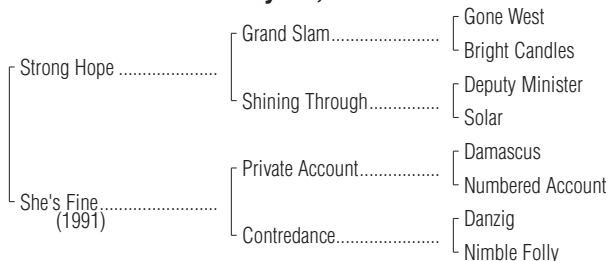 Gone West
Grand Slam....................
Bright Candles
Strong Hope ..................
Deputy Minister
Shining Through.............
Solar
Damascus
Private Account...............
Numbered Account
She's Fine.....................
(1991)
Danzig
Contredance...................
Nimble Folly